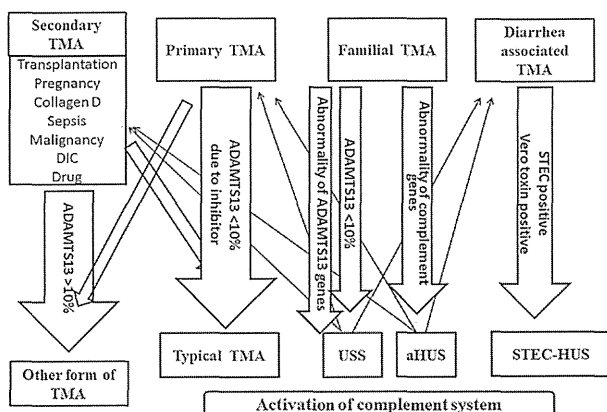 Secondary
TMA
Transplantation
Pregnancy
Collagen D
Sepsis
Malignancy
DIC
Drug
Primary TMA
Familial TMA
Diarrhea
associated
TMA
ADAMTS13 >10%
ADAMTS13 <10%
due to inhibitor
Abnormality of ADAMTS13 genes
ADAMTS13 <10%
Abnormality of complement
genes
STEC positive
Vero toxin positive
Other form of
TMA
Typical TMA
USS
aHUS
STEC-HUS
Activation of complement system